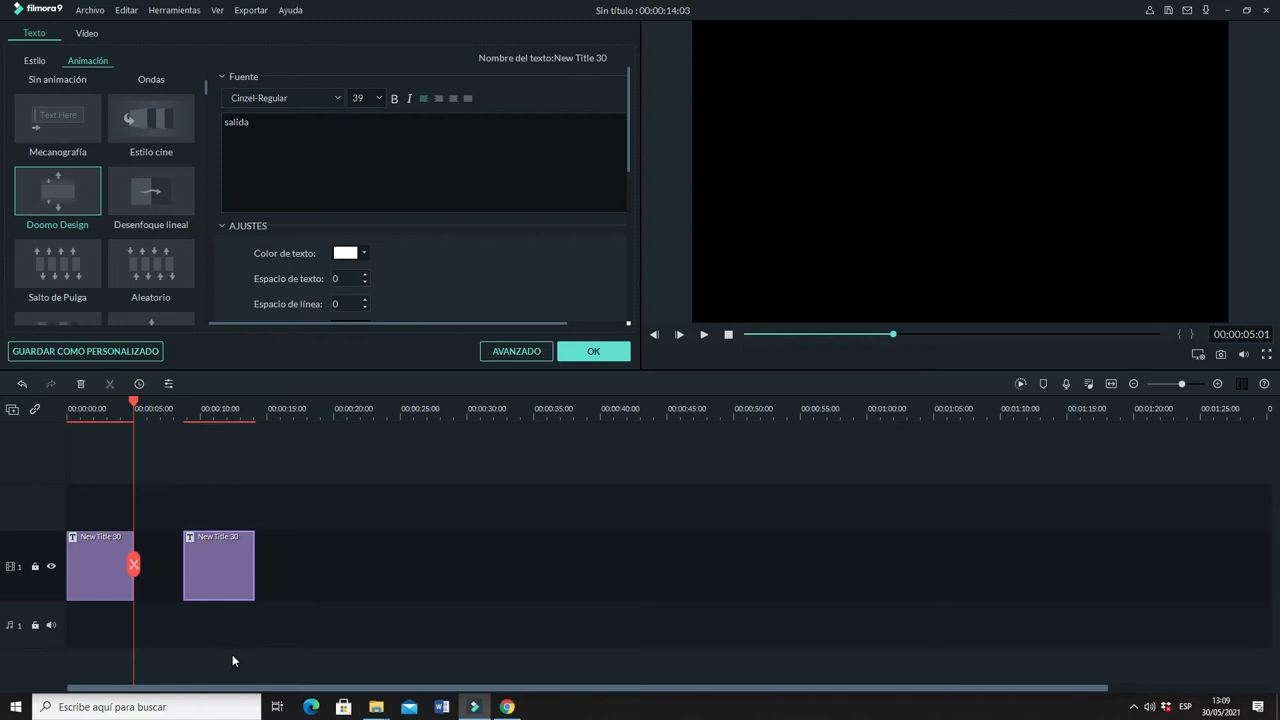 filmora9 Archivo Editar Herramientas Ver Exportar Ayuda Sin título : 00:00:14:03
Texto Vídeo
Estilo Animación Nombre del texto:New Title 30
Sin animación Ondas
Text Here
Mecanografía Estilo cine
Doomo Design Desenfoque lineal
Salto de Pulga Aleatorio
Fuente
Cinzel-Regular 39 B I
salida
AJUSTES
Color de texto:
Espacio de texto: 0
Espacio de línea: 0
GUARDAR COMO PERSONALIZADO AVANZADO OK
{ } 00:00:05:01
00:00:00:00 00:00:05:00 00:00:10:00 00:00:15:00 00:00:20:00 00:00:25:00 00:00:30:00 00:00:35:00 00:00:40:00 00:00:45:00 00:00:50:00 00:00:55:00 00:01:00:00 00:01:05:00 00:01:10:00 00:01:15:00 00:01:20:00 00:01:25:00 0
T New Title 30 T New Title 30
1
1
Escribe aquí para buscar
ESP
13:09
30/05/2021